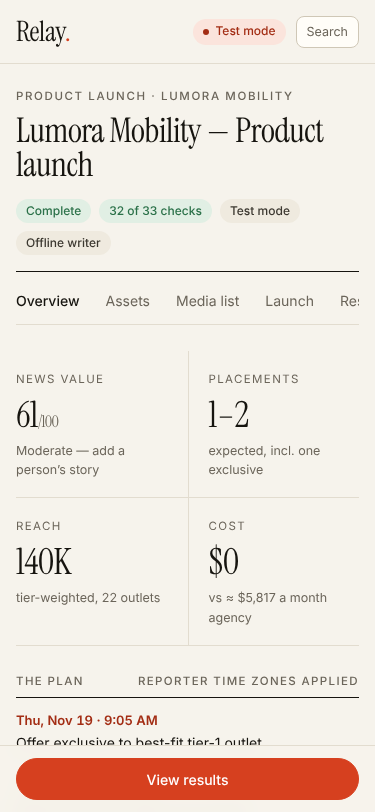 Relay.
Test mode
Search
PRODUCT LAUNCH · LUMORA MOBILITY
Lumora Mobility — Product
launch
Complete
32 of 33 checks
Test mode
Offline writer
Overview
Assets
Media list
Launch
Res
NEWS VALUE
61/100
Moderate — add a
person's story
PLACEMENTS
1–2
expected, incl. one
exclusive
REACH
140K
tier-weighted, 22 outlets
COST
$0
vs ≈ $5,817 a month
agency
THE PLAN
REPORTER TIME ZONES APPLIED
Thu, Nov 19 · 9:05 AM
Offer exclusive to best-fit tier-1 outlet
View results